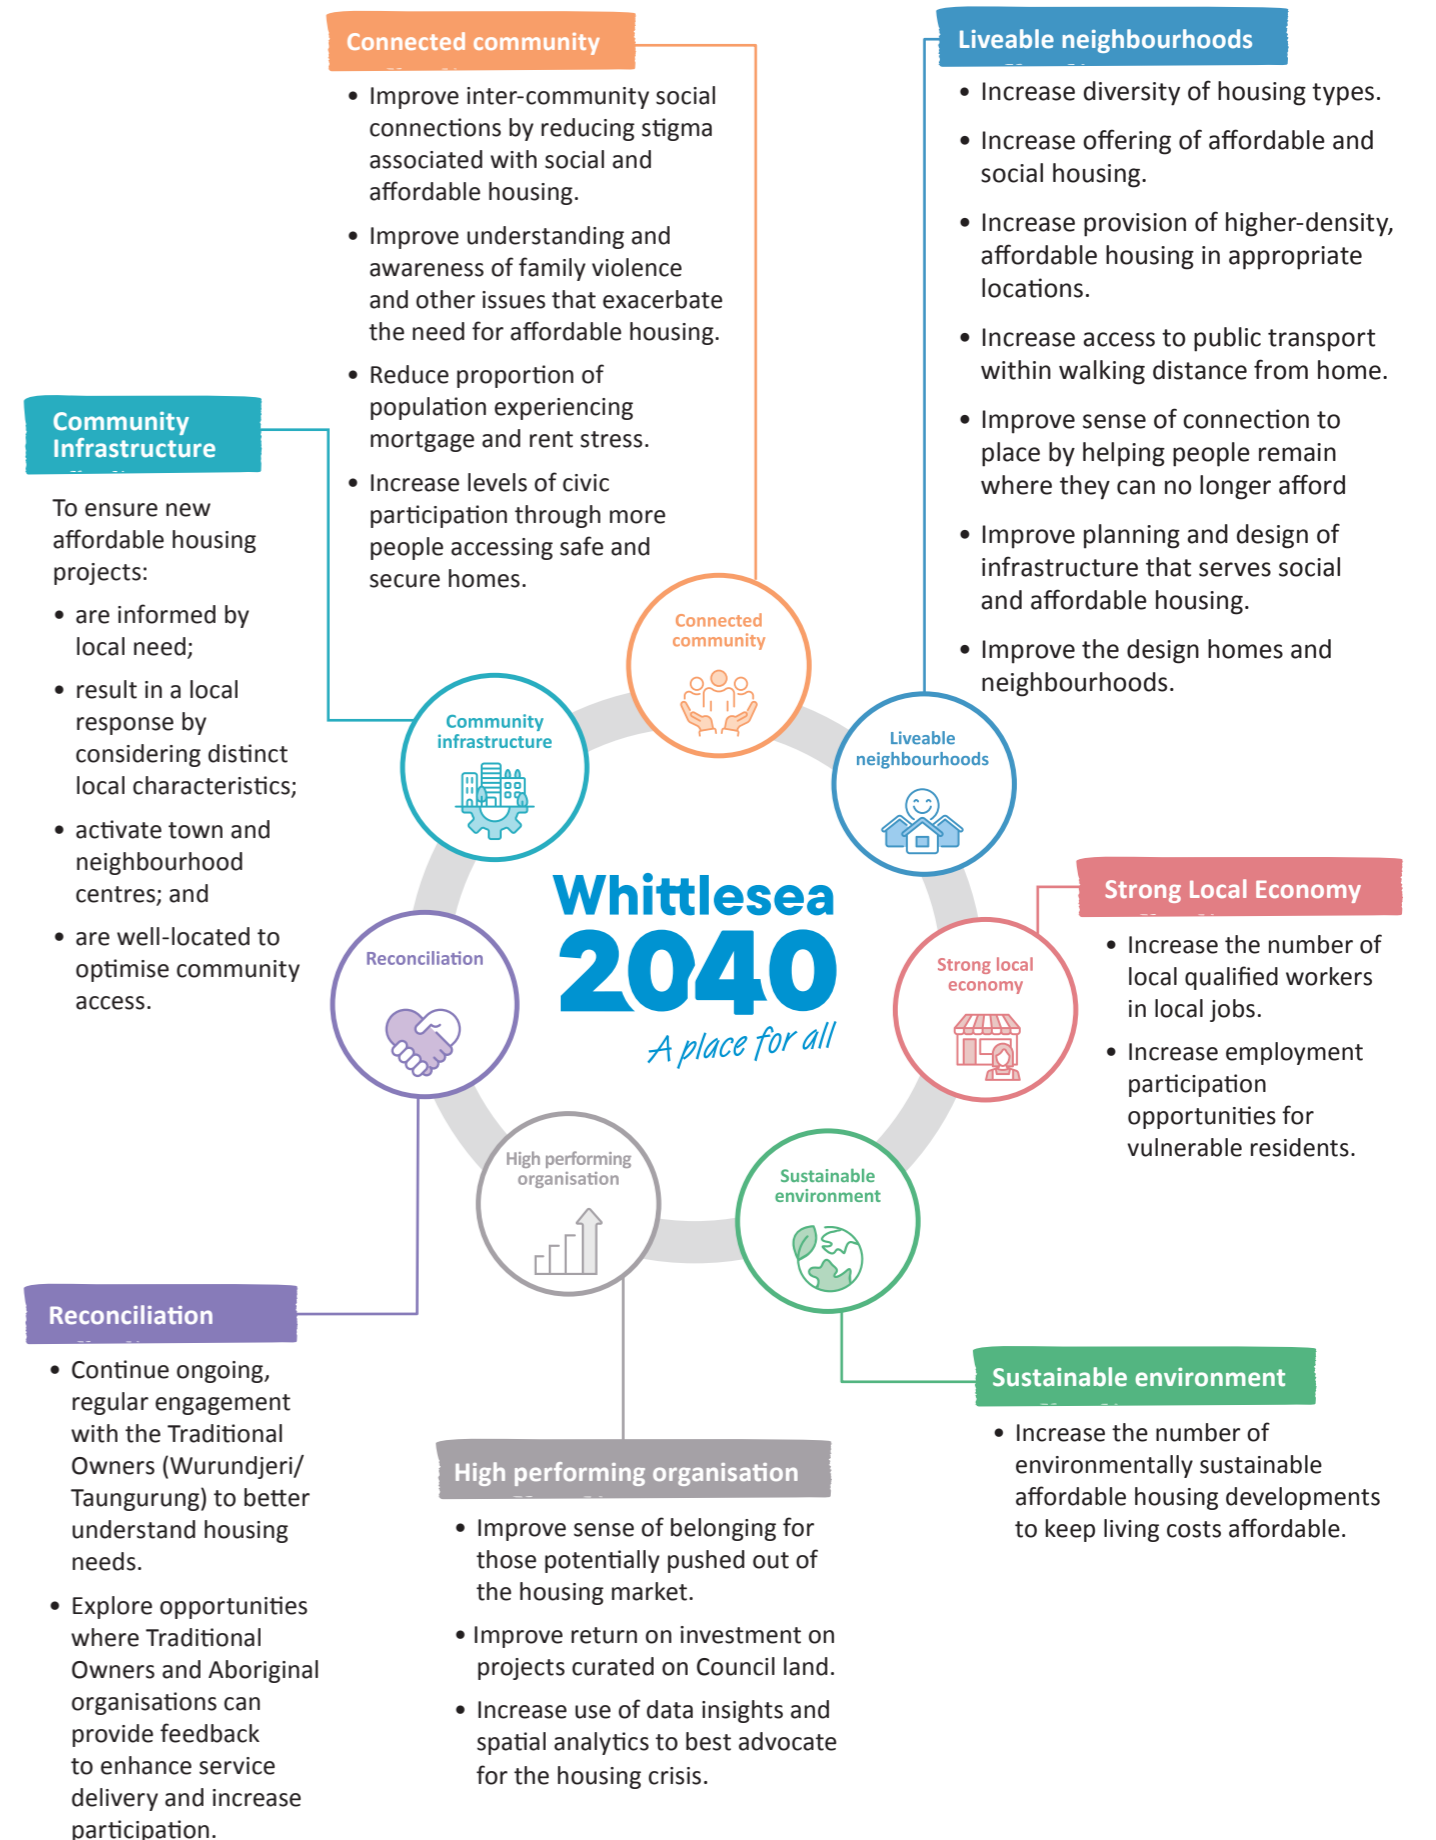 Connected community
• Improve inter-community social
connections by reducing stigma
associated with social and
affordable housing.
• Improve understanding and
awareness of family violence
and other issues that exacerbate
the need for affordable housing.
• Reduce proportion of
population experiencing
mortgage and rent stress.
• Increase levels of civic
participation through more
people accessing safe and
secure homes.
Liveable neighbourhoods
• Increase diversity of housing types.
• Increase offering of affordable and
social housing.
• Increase provision of higher-density,
affordable housing in appropriate
locations.
• Increase access to public transport
within walking distance from home.
• Improve sense of connection to
place by helping people remain
where they can no longer afford
• Improve planning and design of
infrastructure that serves social
and affordable housing.
• Improve the design homes and
neighbourhoods.
Community
Infrastructure
To ensure new
affordable housing
projects:
• are informed by
local need;
• result in a local
response by
considering distinct
local characteristics;
• activate town and
neighbourhood
centres; and
• are well-located to
optimise community
access.
Connected
community
Community
infrastructure
Liveable
neighbourhoods
Reconciliation
Whittlesea
2040
A place for all
Strong local
economy
High performing
organisation
Sustainable
environment
Strong Local Economy
• Increase the number of
local qualified workers
in local jobs.
• Increase employment
participation
opportunities for
vulnerable residents.
Reconciliation
• Continue ongoing,
regular engagement
with the Traditional
Owners (Wurundjeri/
Taungurung) to better
understand housing
needs.
• Explore opportunities
where Traditional
Owners and Aboriginal
organisations can
provide feedback
to enhance service
delivery and increase
participation.
High performing organisation
• Improve sense of belonging for
those potentially pushed out of
the housing market.
• Improve return on investment on
projects curated on Council land.
• Increase use of data insights and
spatial analytics to best advocate
for the housing crisis.
Sustainable environment
• Increase the number of
environmentally sustainable
affordable housing developments
to keep living costs affordable.